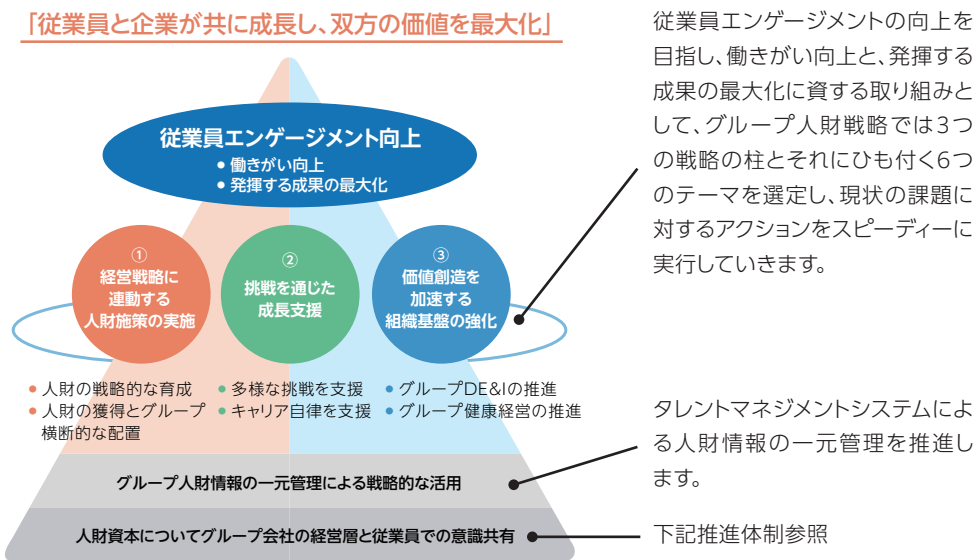 「従業員と企業が共に成長し、双方の価値を最大化」
従業員エンゲージメント向上
● 働きがい向上
● 発揮する成果の最大化
①
経営戦略に
連動する
人財施策の実施
②
挑戦を通じた
成長支援
③
価値創造を
加速する
組織基盤の強化
● 人財の戦略的な育成
● 人財の獲得とグループ
横断的な配置
● 多様な挑戦を支援
● キャリア自律を支援
● グループDE&Iの推進
● グループ健康経営の推進
グループ人財情報の一元管理による戦略的な活用
人財資本についてグループ会社の経営層と従業員での意識共有
従業員エンゲージメントの向上を
目指し、働きがい向上と、発揮する
成果の最大化に資する取り組みと
して、グループ人財戦略では3つ
の戦略の柱とそれにひも付く6つ
のテーマを選定し、現状の課題に
対するアクションをスピーディーに
実行していきます。
タレントマネジメントシステムによ
る人財情報の一元管理を推進し
ます。
下記推進体制参照